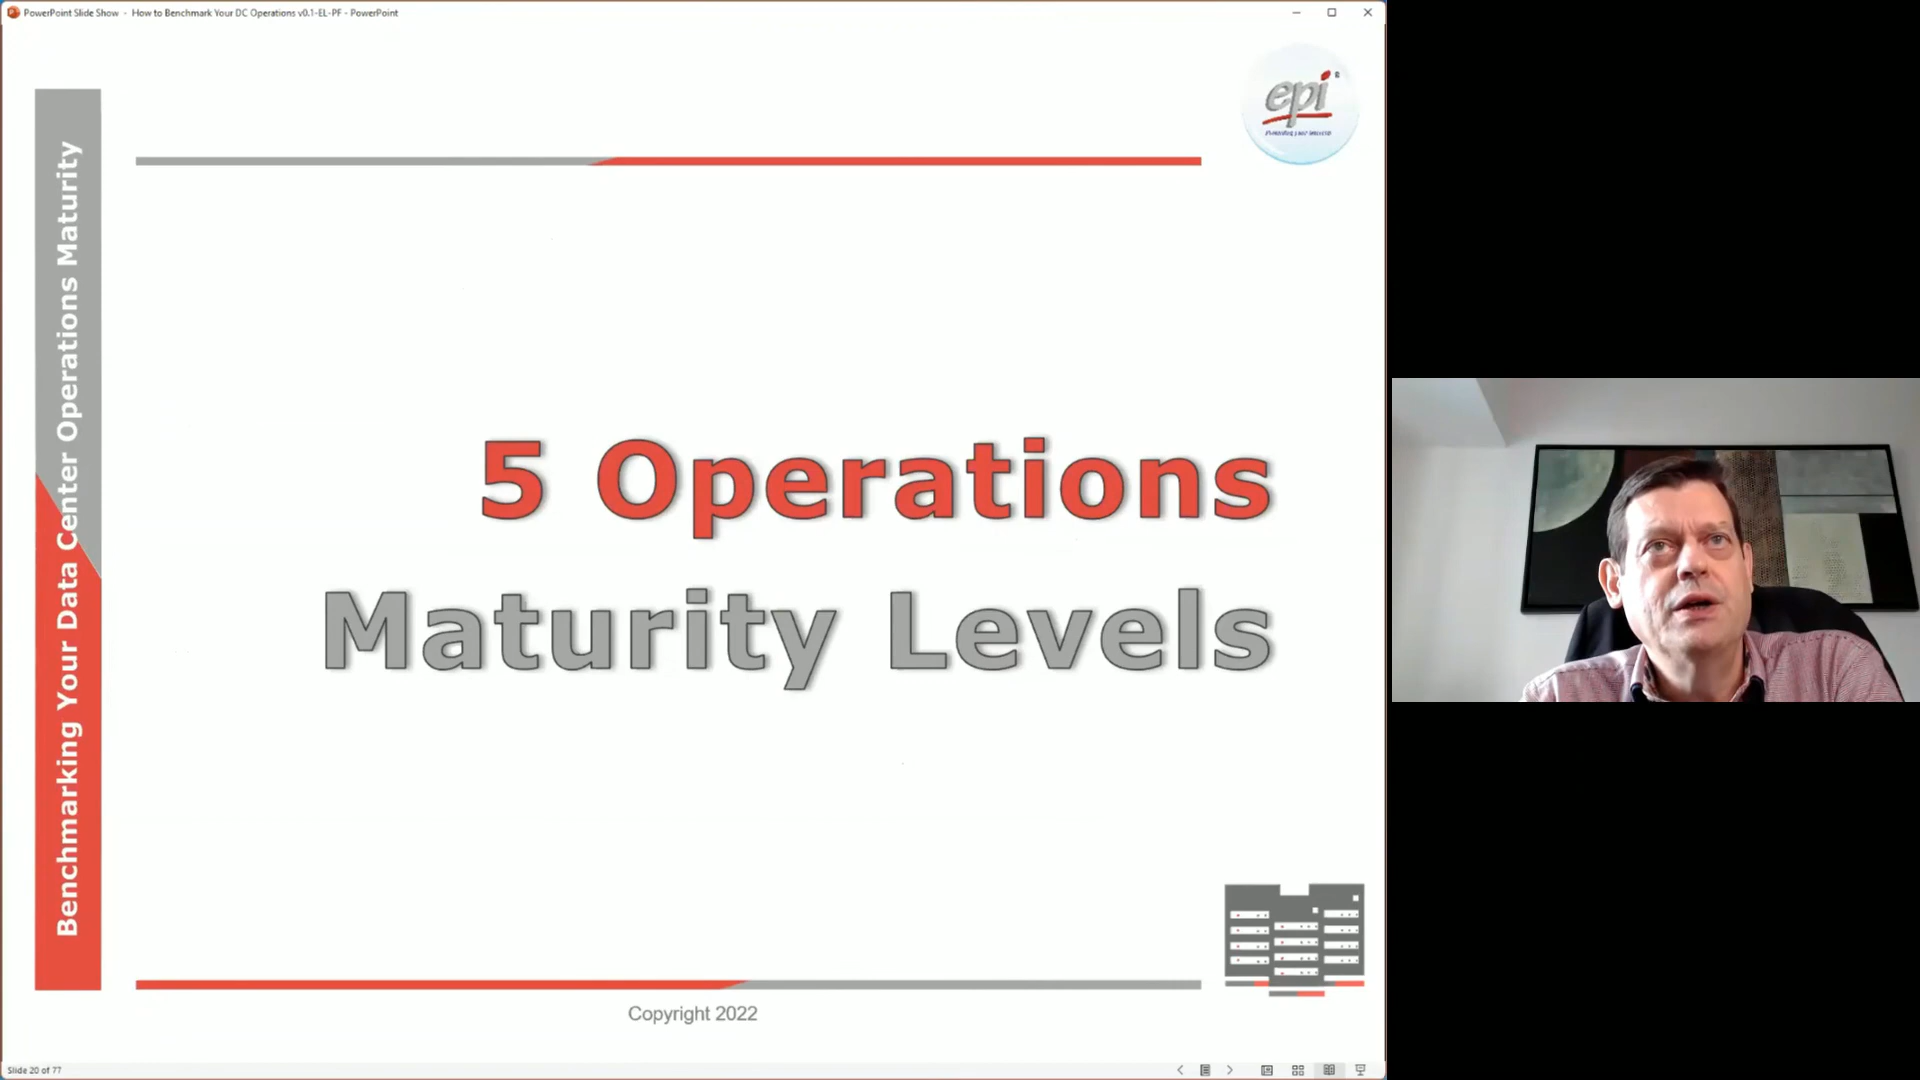 PowerPoint Slide Show - How to Benchmark Your DC Operations v0.1-EL-PF - PowerPoint
epi
Benchmarking Your Data Center Operations Maturity
5 Operations
Maturity Levels
Copyright 2022
Slide 20 of 77